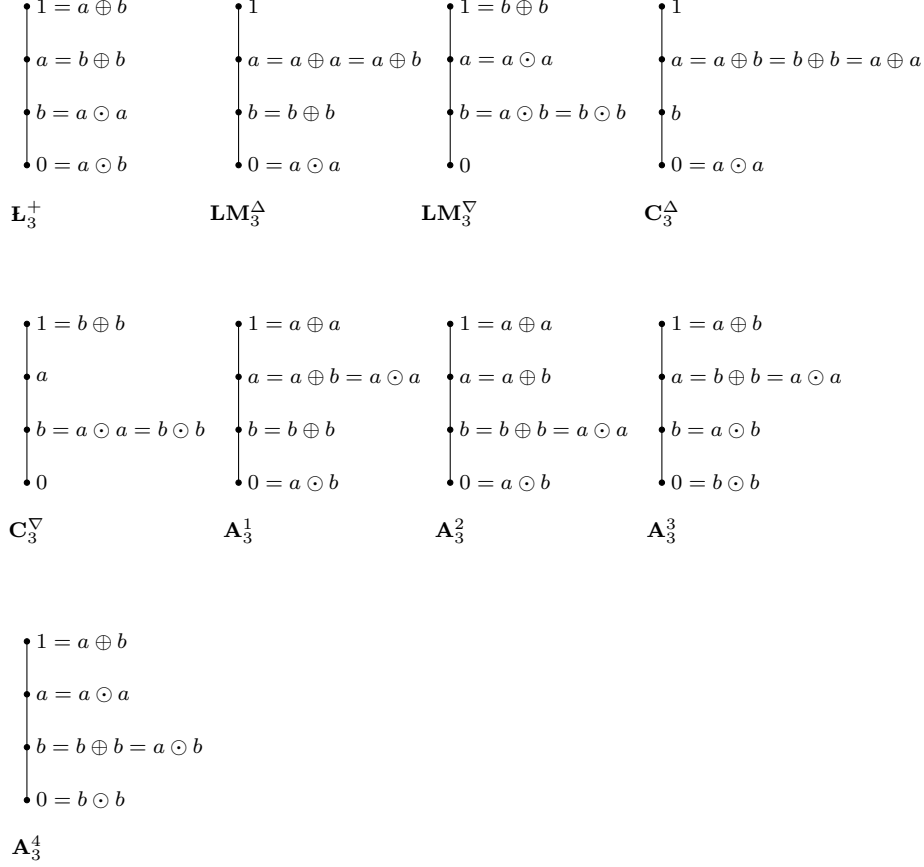 1 = a ⊕ b 1 1 = b ⊕ b 1
a = b ⊕ b a = a ⊕ a = a ⊕ b a = a ⊙ a a = a ⊕ b = b ⊕ b = a ⊕ a
b = a ⊙ a b = b ⊕ b b = a ⊙ b = b ⊙ b b
0 = a ⊙ b 0 = a ⊙ a 0 0 = a ⊙ a
Ł₃⁺ LM₃^Δ LM₃^∇ C₃^Δ
1 = b ⊕ b 1 = a ⊕ a 1 = a ⊕ a 1 = a ⊕ b
a a = a ⊕ b = a ⊙ a a = a ⊕ b a = b ⊕ b = a ⊙ a
b = a ⊙ a = b ⊙ b b = b ⊕ b b = b ⊕ b = a ⊙ a b = a ⊙ b
0 0 = a ⊙ b 0 = a ⊙ b 0 = b ⊙ b
C₃^∇ A₃¹ A₃² A₃³
1 = a ⊕ b
a = a ⊙ a
b = b ⊕ b = a ⊙ b
0 = b ⊙ b
A₃⁴